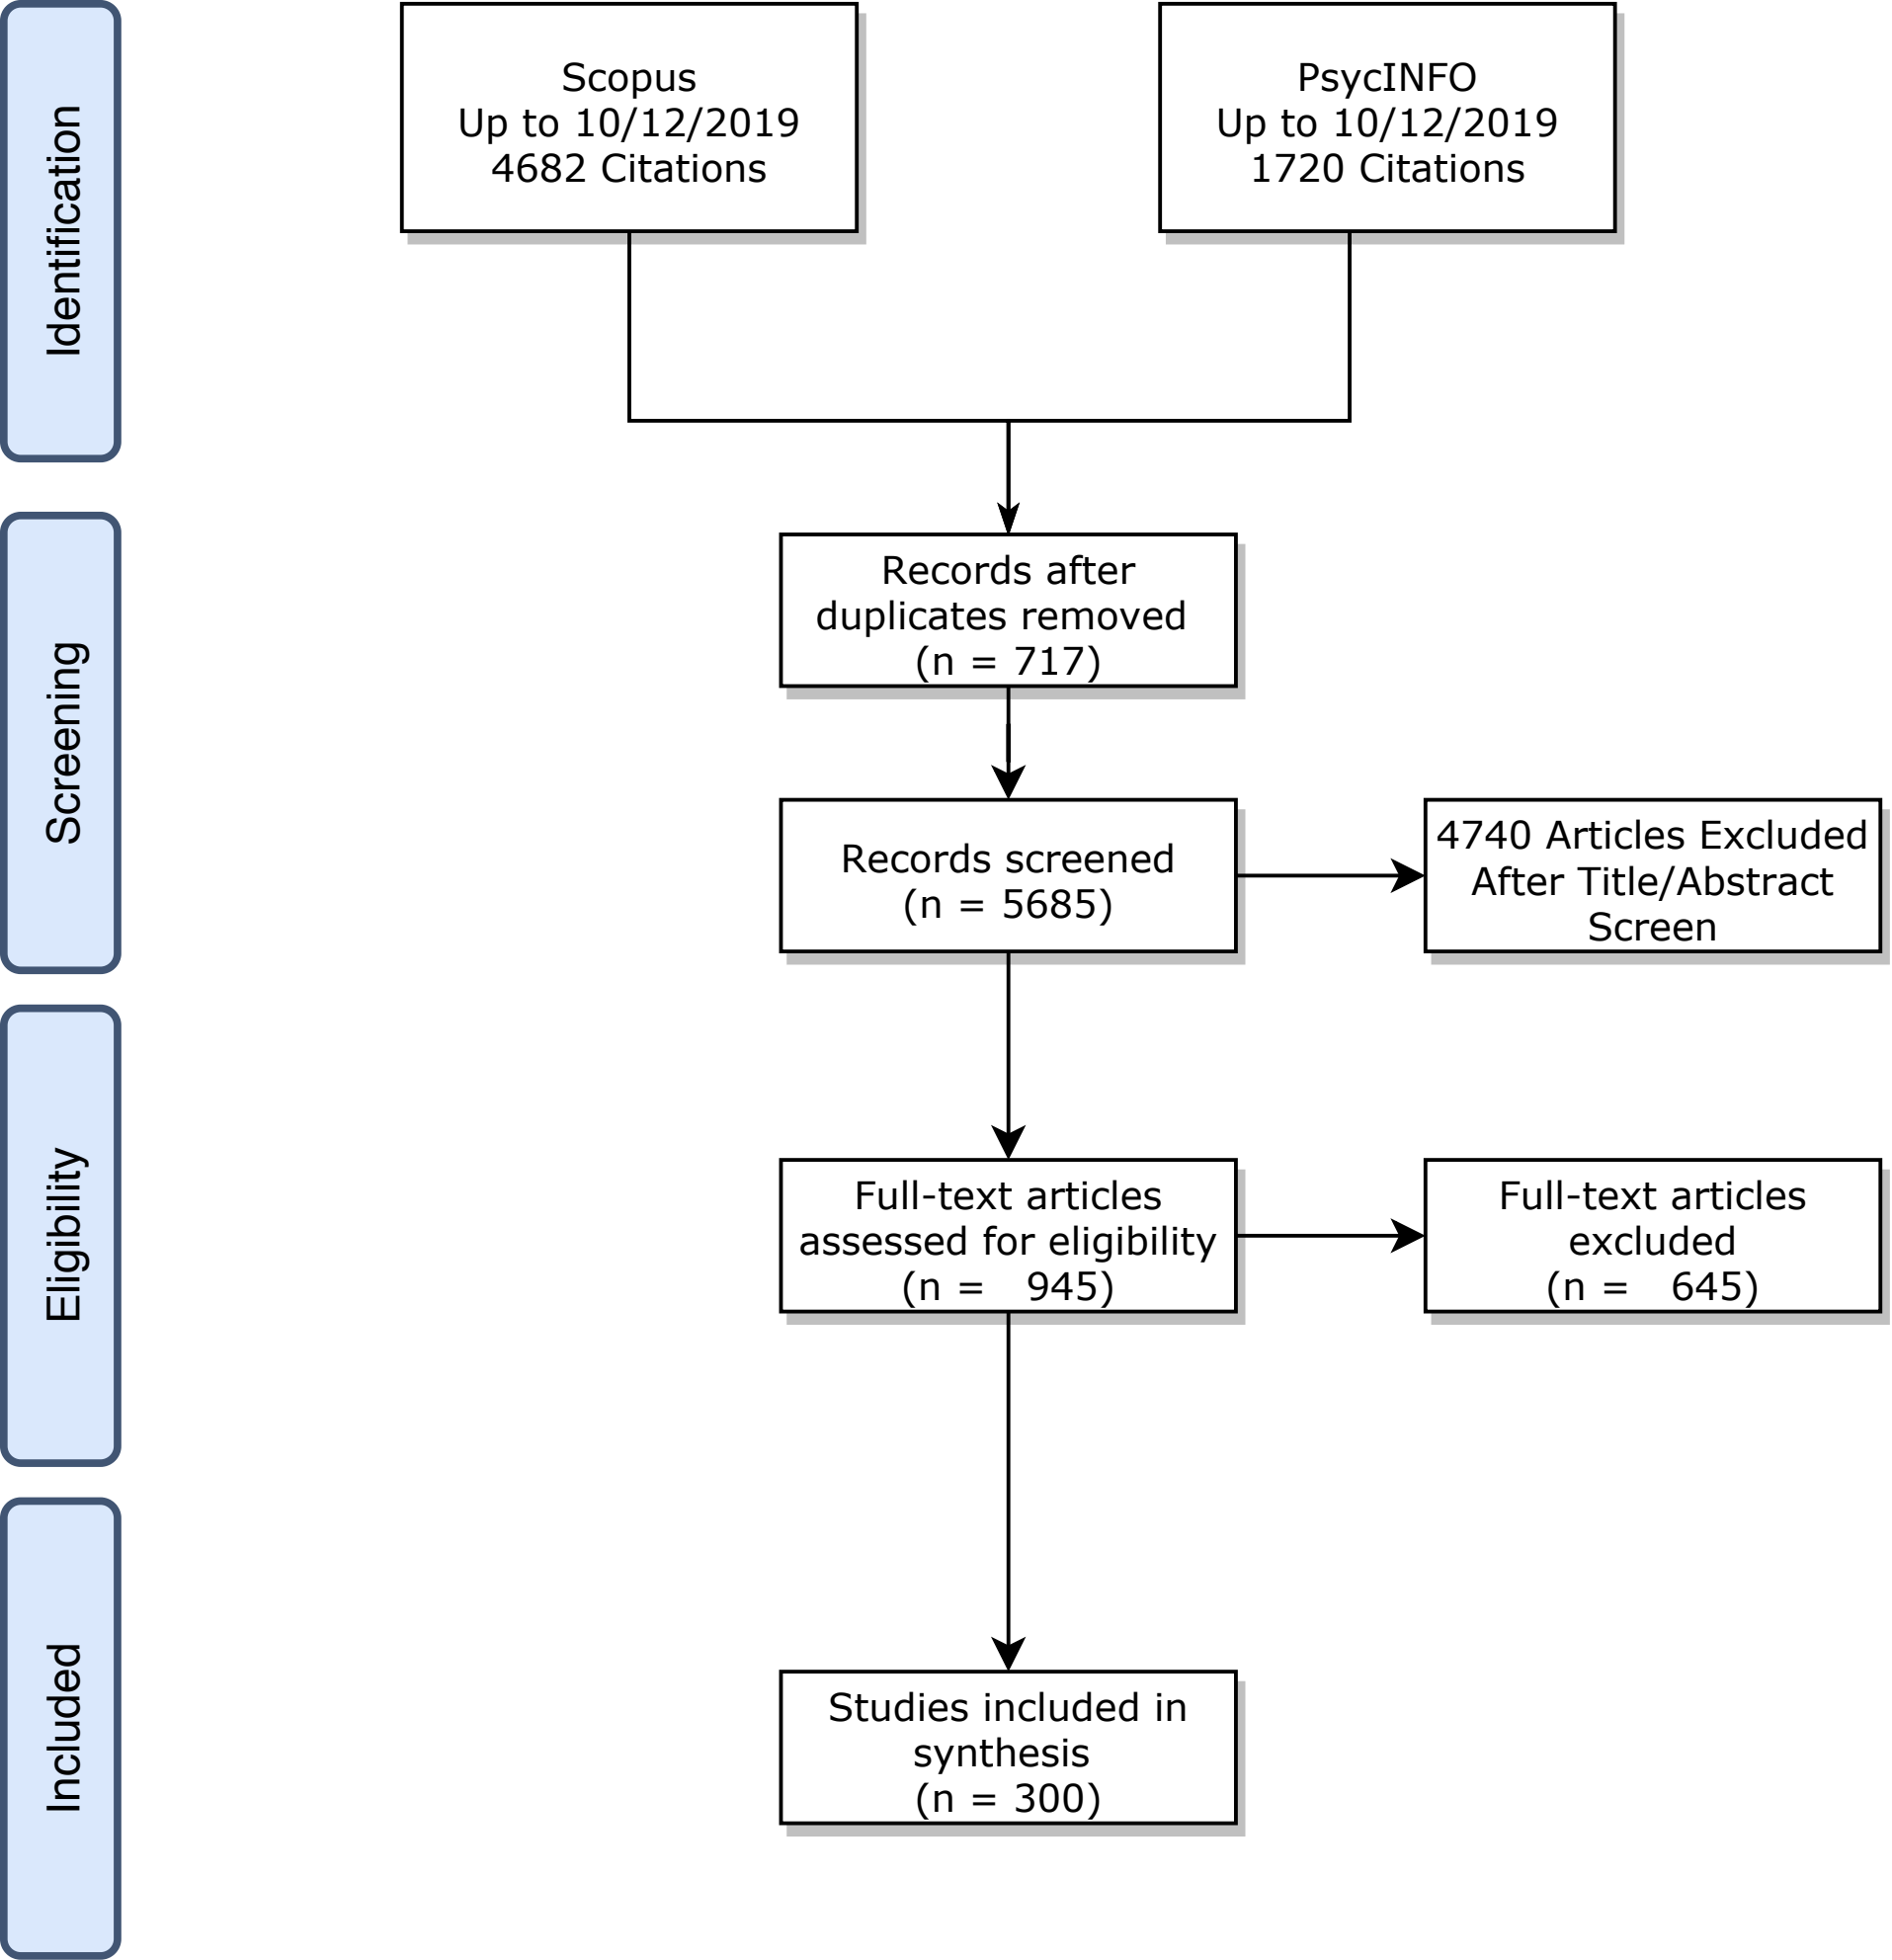 Identification
Scopus
Up to 10/12/2019
4682 Citations
PsycINFO
Up to 10/12/2019
1720 Citations
Screening
Records after
duplicates removed
(n = 717)
Records screened
(n = 5685)
4740 Articles Excluded
After Title/Abstract
Screen
Eligibility
Full-text articles
assessed for eligibility
(n =   945)
Full-text articles
excluded
(n =   645)
Included
Studies included in
synthesis
(n = 300)